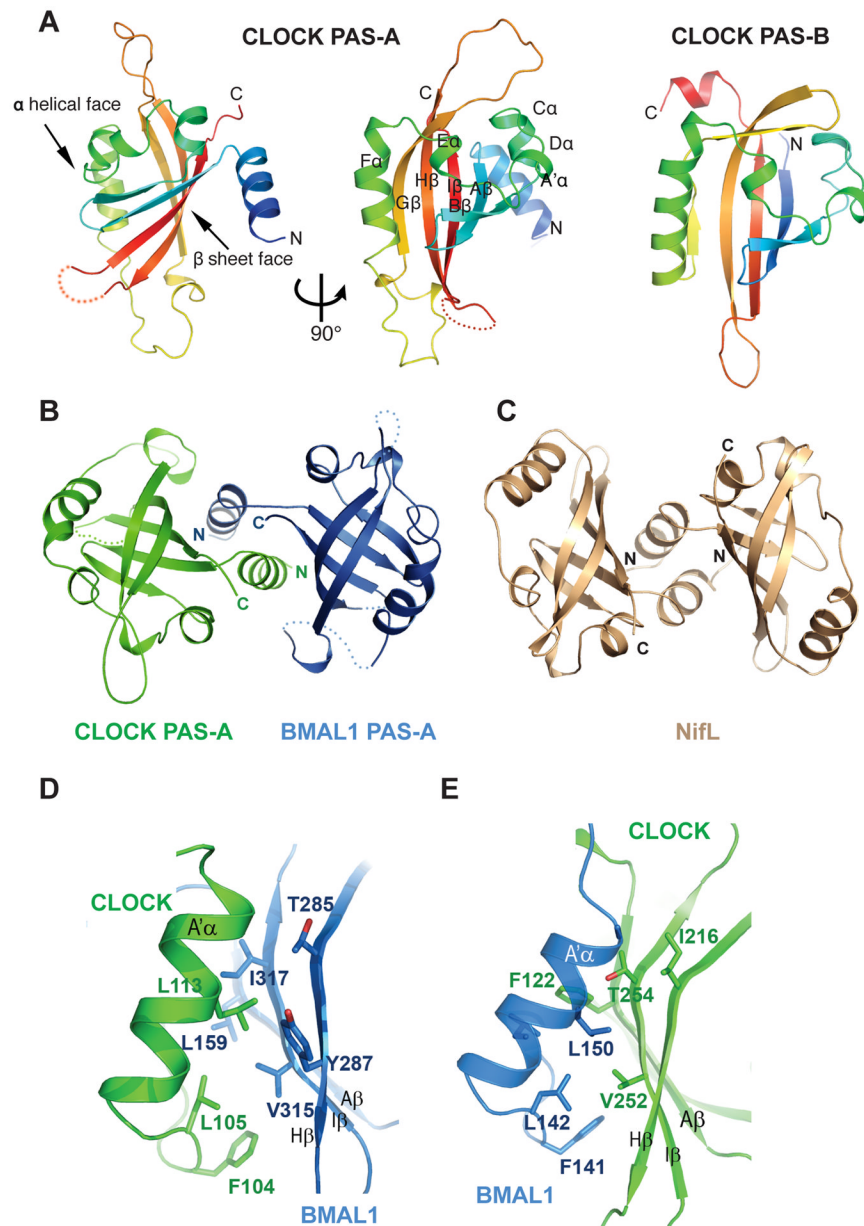 A
CLOCK PAS-A
CLOCK PAS-B
α helical face
C
N
β sheet face
90°
C
Cα
Eα
Dα
Fα
Hβ
Iβ
Aβ
A'α
Gβ
Bβ
N
C
N
B
N
C
N
C
CLOCK PAS-A
BMAL1 PAS-A
C
C
N
N
C
NifL
D
CLOCK
A'α
T285
I317
L113
L159
Y287
V315
L105
Aβ
Iβ
Hβ
F104
BMAL1
E
CLOCK
A'α
I216
F122
T254
L150
V252
L142
Aβ
Hβ
Iβ
F141
BMAL1